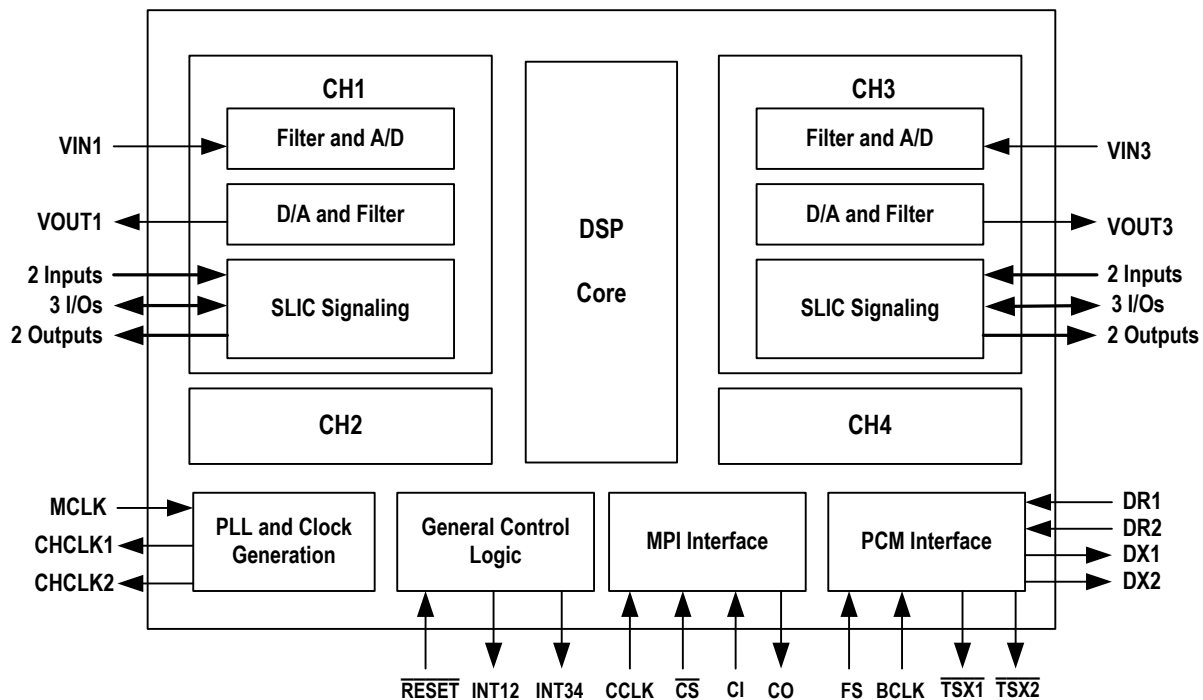 CH1
Filter and A/D
D/A and Filter
SLIC Signaling
CH2
VIN1
VOUT1
2 Inputs
3 I/Os
2 Outputs
DSP
Core
CH3
Filter and A/D
D/A and Filter
SLIC Signaling
CH4
VIN3
VOUT3
2 Inputs
3 I/Os
2 Outputs
MCLK
CHCLK1
CHCLK2
PLL and Clock
Generation
General Control
Logic
MPI Interface
PCM Interface
DR1
DR2
DX1
DX2
RESET INT12 INT34 CCLK CS CI CO FS BCLK TSX1 TSX2